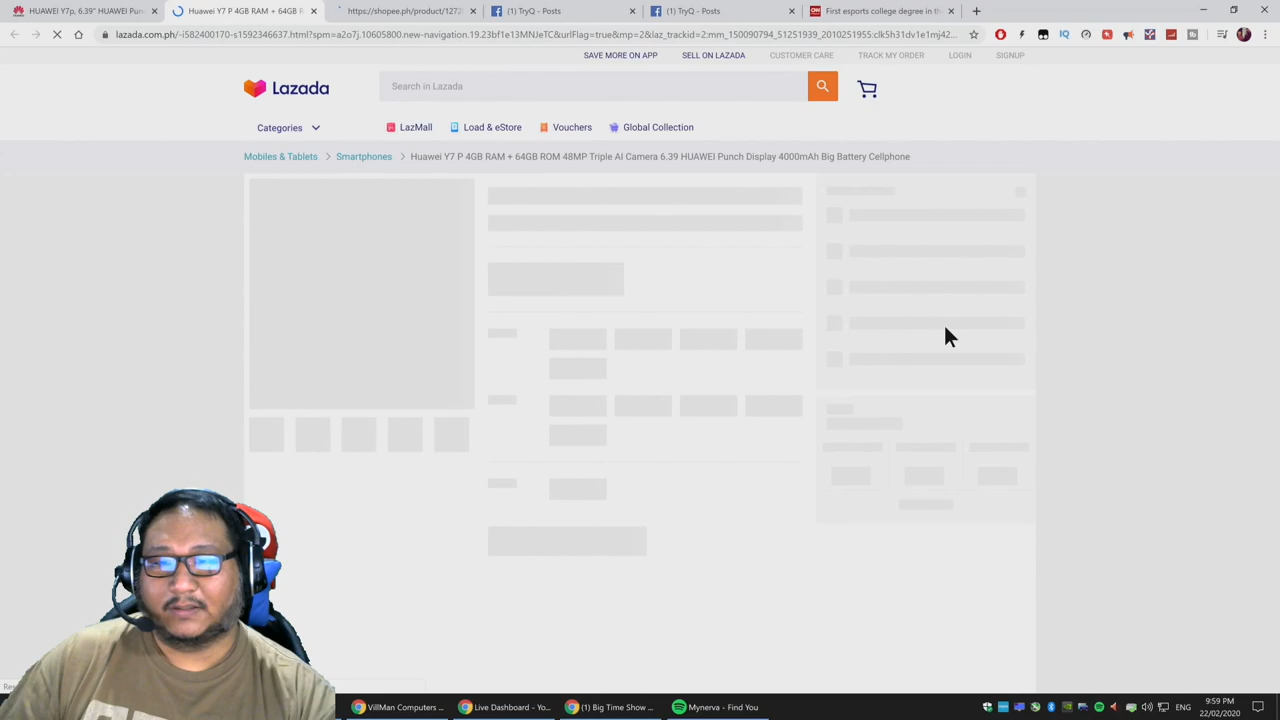 HUAWEI Y7p, 6.39" HUAWEI Punc
Huawei Y7 P 4GB RAM + 64GB R
https://shopee.ph/product/1272
(1) TryQ - Posts
(1) TryQ - Posts
First esports college degree in th
lazada.com.ph/-i582400170-s1592344637.html?spm=a2o7j.10605800.new-navigation.19.23bf1e13MNJeTC&urlFlag=true&mp=2&laz_trackid=2:mm_150090794_51251939_2010251955:clk5h31dv1e1mj42...
SAVE MORE ON APP
SELL ON LAZADA
CUSTOMER CARE
TRACK MY ORDER
LOGIN
SIGNUP
Lazada
Search in Lazada
Categories
LazMall
Load & eStore
Vouchers
Global Collection
Mobiles & Tablets
Smartphones
Huawei Y7 P 4GB RAM + 64GB ROM 48MP Triple AI Camera 6.39 HUAWEI Punch Display 4000mAh Big Battery Cellphone
VillMan Computers ...
Live Dashboard - Yo...
(1) Big Time Show ...
Mynerva - Find You
ENG
9:59 PM
22/02/2020